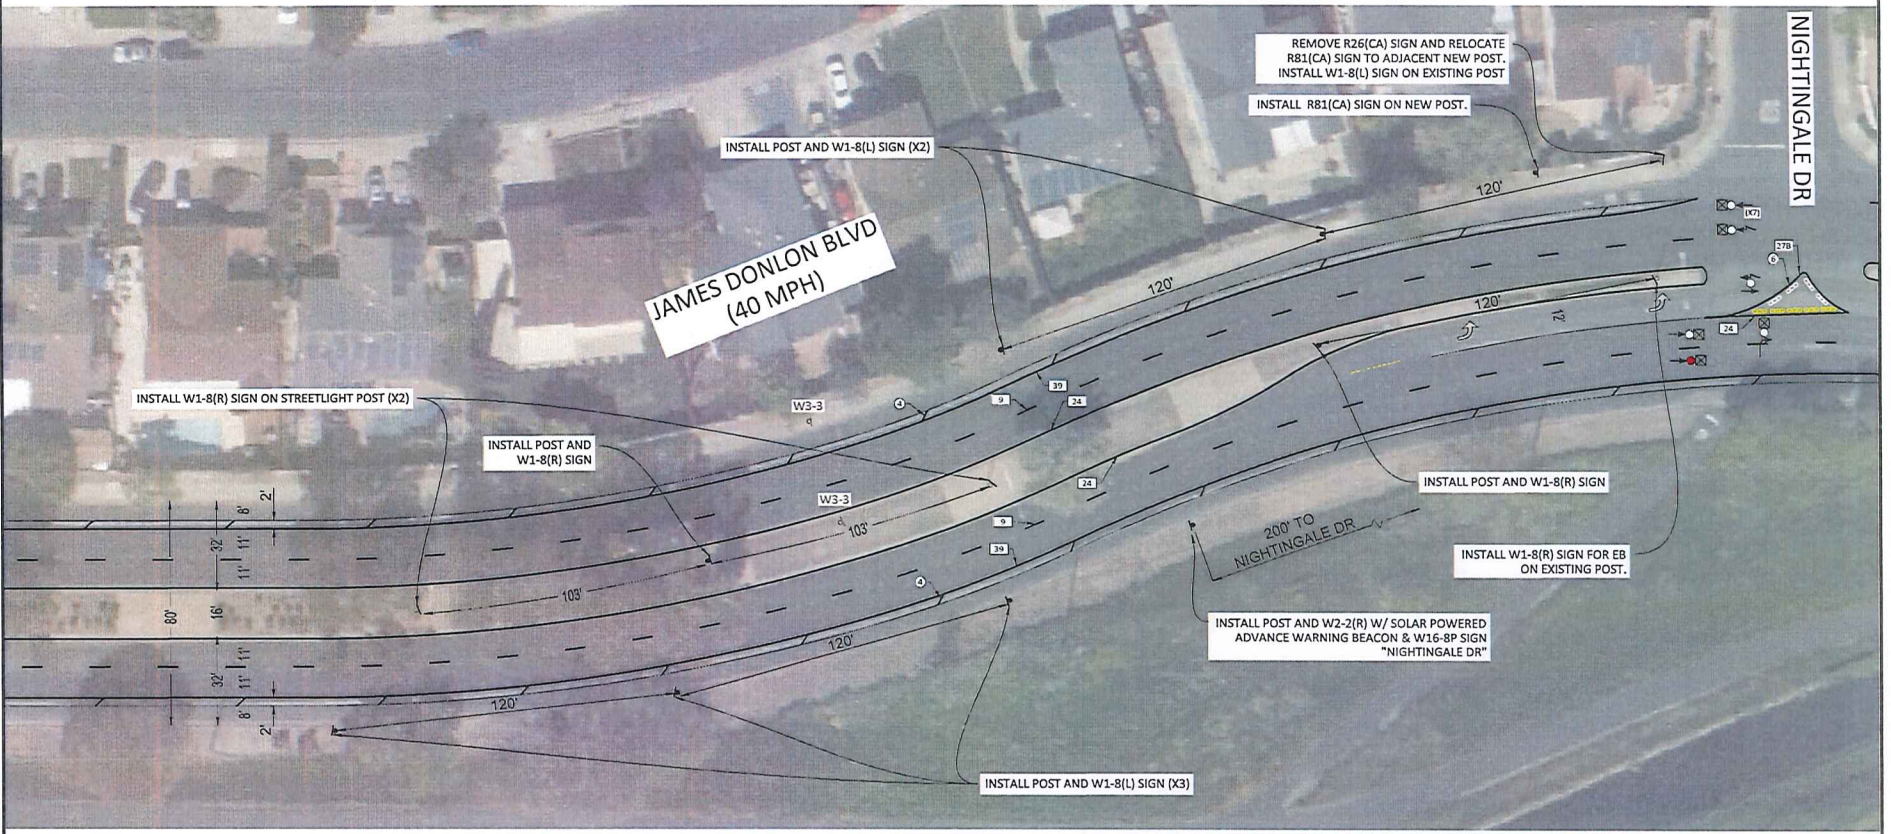 NIGHTINGALE DR
REMOVE R26(CA) SIGN AND RELOCATE
R81(CA) SIGN TO ADJACENT NEW POST.
INSTALL W1-8(L) SIGN ON EXISTING POST
INSTALL R81(CA) SIGN ON NEW POST.
INSTALL POST AND W1-8(L) SIGN (X2)
120'
(X7)
27B
6
JAMES DONLON BLVD
(40 MPH)
120'
120'
12'
24
39
9
24
4
W3-3
INSTALL W1-8(R) SIGN ON STREETLIGHT POST (X2)
INSTALL POST AND
W1-8(R) SIGN
24
INSTALL POST AND W1-8(R) SIGN
W3-3
103'
9
39
200' TO
NIGHTINGALE DR
INSTALL W1-8(R) SIGN FOR EB
ON EXISTING POST.
2'
8'
32'
11'
11'
80'
16'
32'
11'
11'
8'
2'
103'
4
120'
120'
INSTALL POST AND W2-2(R) W/ SOLAR POWERED
ADVANCE WARNING BEACON & W16-8P SIGN
"NIGHTINGALE DR"
INSTALL POST AND W1-8(L) SIGN (X3)